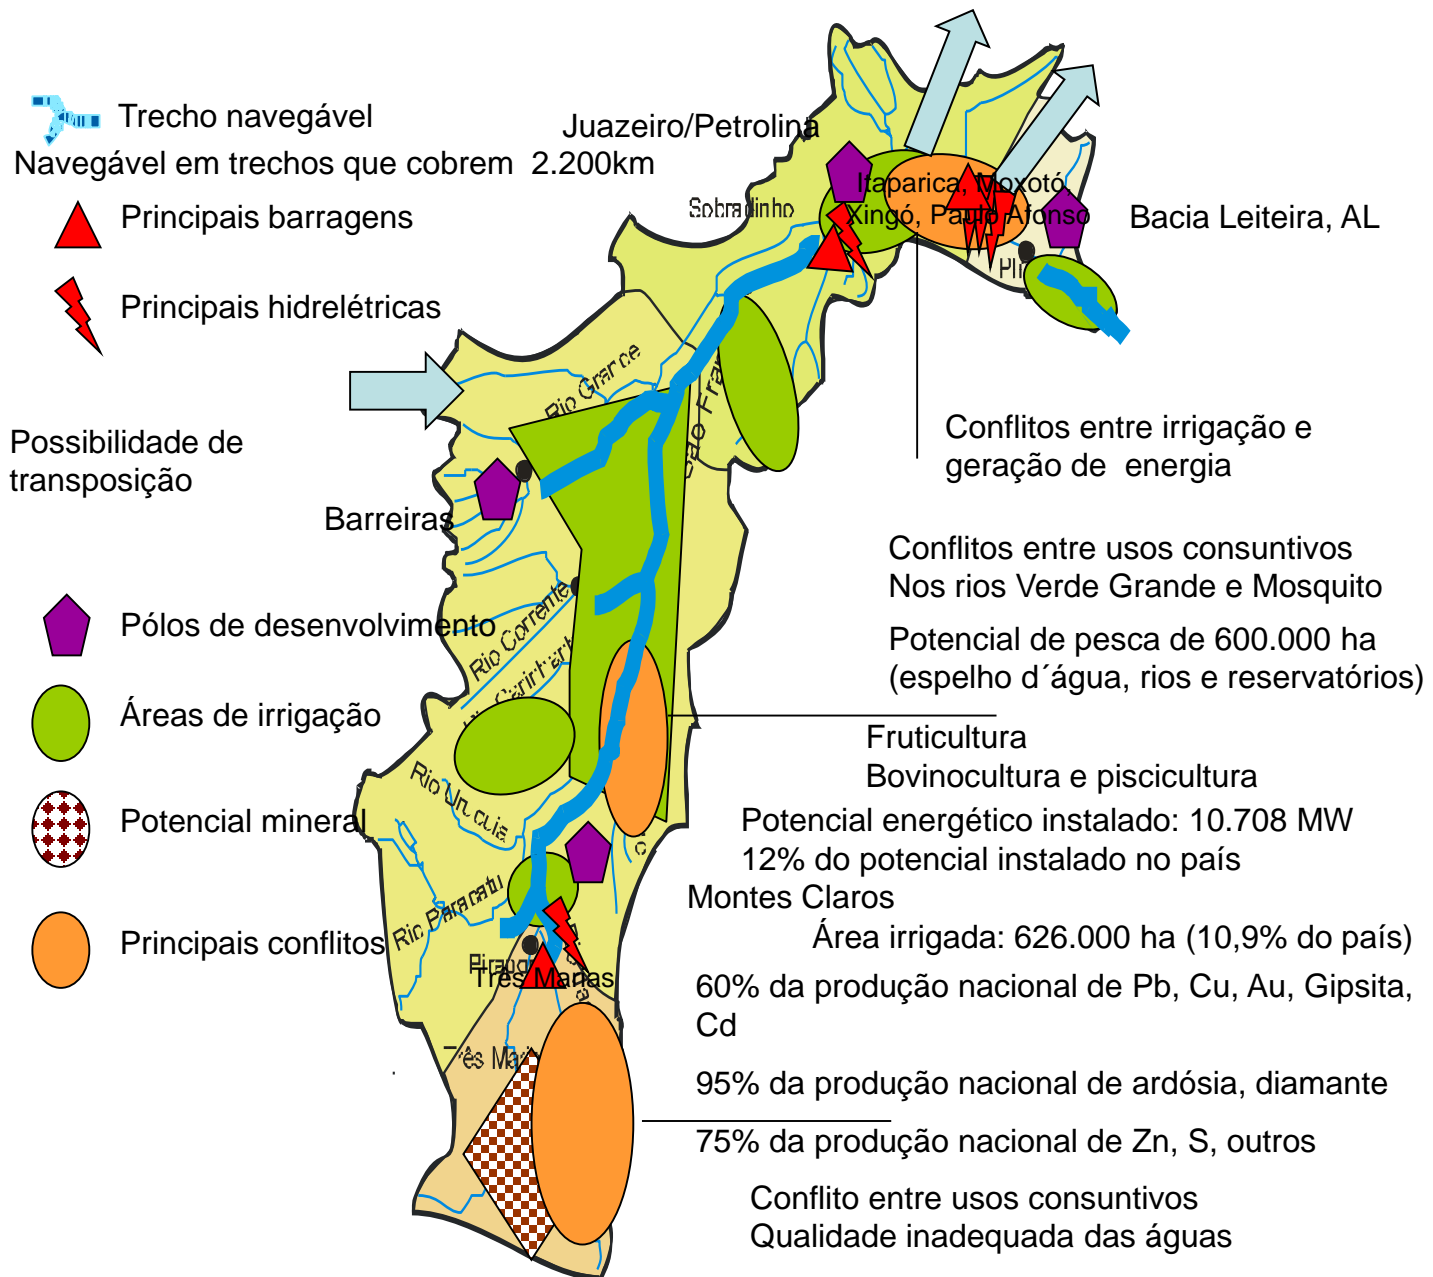 Trecho navegável
Navegável em trechos que cobrem 2.200km
Principais barragens
Principais hidrelétricas
Possibilidade de
transposição
Pólos de desenvolvimento
Áreas de irrigação
Potencial mineral
Principais conflitos
Juazeiro/Petrolina
Sobradinho
Itaparica, Moxotó,
Xingó, Paulo Afonso
Bacia Leiteira, AL
Rio Grande
Barreiras
Rio Corrente
Rio Urucuia
Rio Paracatu
Três Marias
Conflitos entre irrigação e
geração de energia
Conflitos entre usos consuntivos
Nos rios Verde Grande e Mosquito
Potencial de pesca de 600.000 ha
(espelho d´água, rios e reservatórios)
Fruticultura
Bovinocultura e piscicultura
Potencial energético instalado: 10.708 MW
12% do potencial instalado no país
Montes Claros
Área irrigada: 626.000 ha (10,9% do país)
60% da produção nacional de Pb, Cu, Au, Gipsita,
Cd
95% da produção nacional de ardósia, diamante
75% da produção nacional de Zn, S, outros
Conflito entre usos consuntivos
Qualidade inadequada das águas